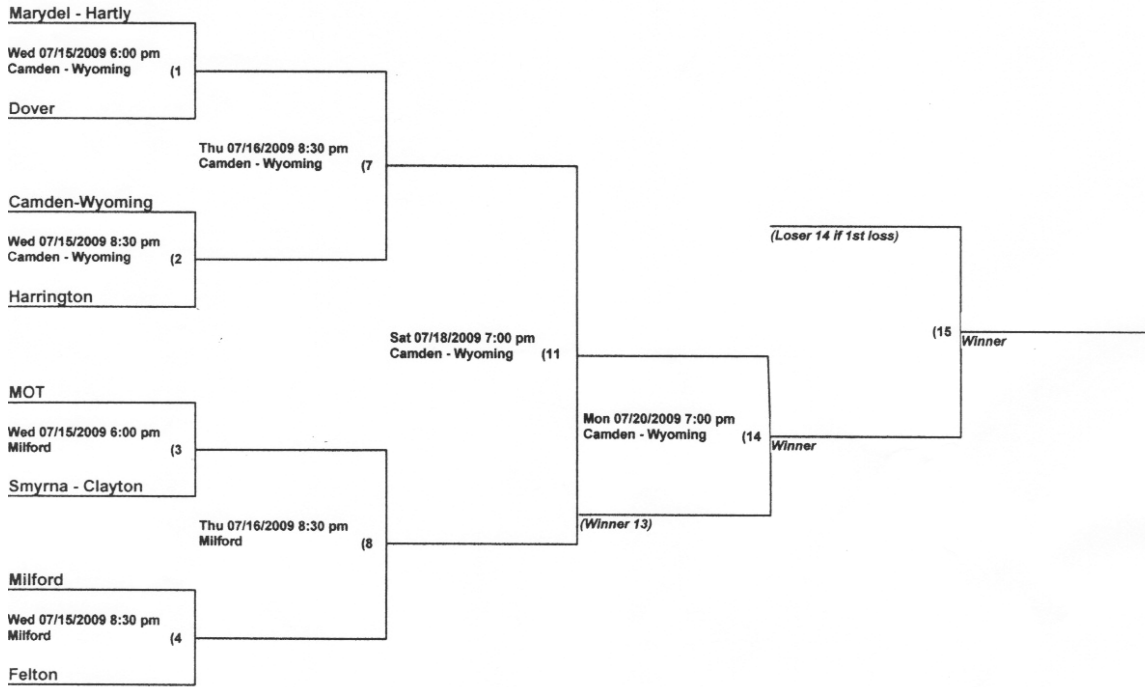 Marydel - Hartly
Wed 07/15/2009 6:00 pm
Camden - Wyoming (1
Dover
Thu 07/16/2009 8:30 pm
Camden - Wyoming (7
Camden-Wyoming
Wed 07/15/2009 8:30 pm
Camden - Wyoming (2
Harrington
Sat 07/18/2009 7:00 pm
Camden - Wyoming (11
MOT
Wed 07/15/2009 6:00 pm
Milford (3
Smyrna - Clayton
Thu 07/16/2009 8:30 pm
Milford (8
Milford
Wed 07/15/2009 8:30 pm
Milford (4
Felton
Mon 07/20/2009 7:00 pm
Camden - Wyoming (14
Winner
(Winner 13)
(Loser 14 if 1st loss)
(15
Winner